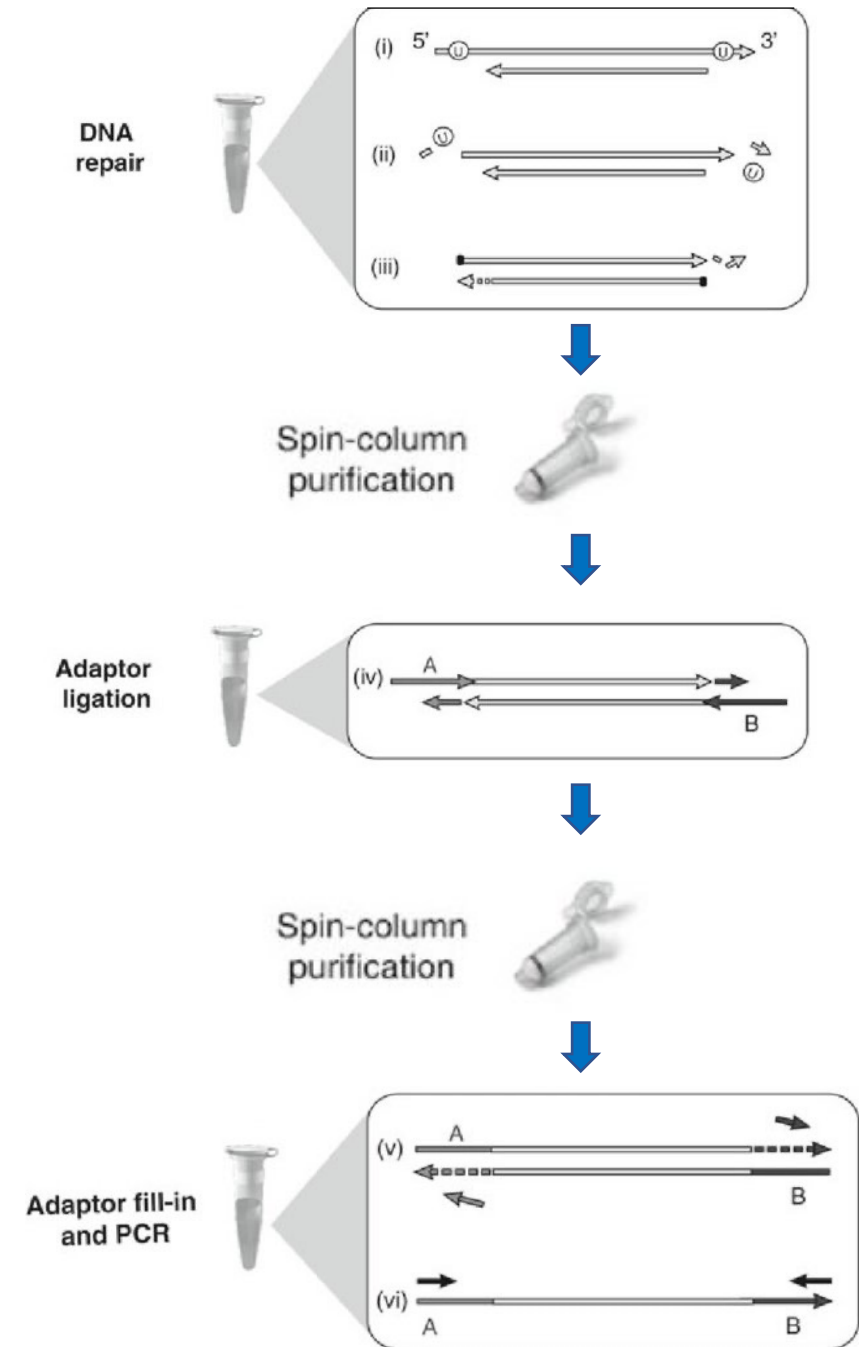 (i) 5' U U 3'
DNA
repair
(ii) U U
(iii)
Spin-column
purification
Adaptor
ligation
(iv) A
B
Spin-column
purification
Adaptor fill-in
and PCR
(v) A
B
(vi)
A B